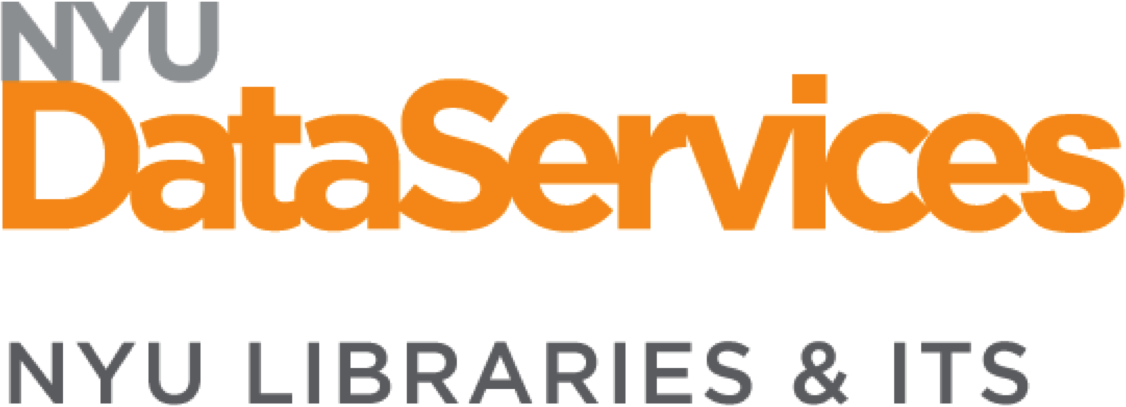 NYU
DataServices
NYU LIBRARIES & ITS